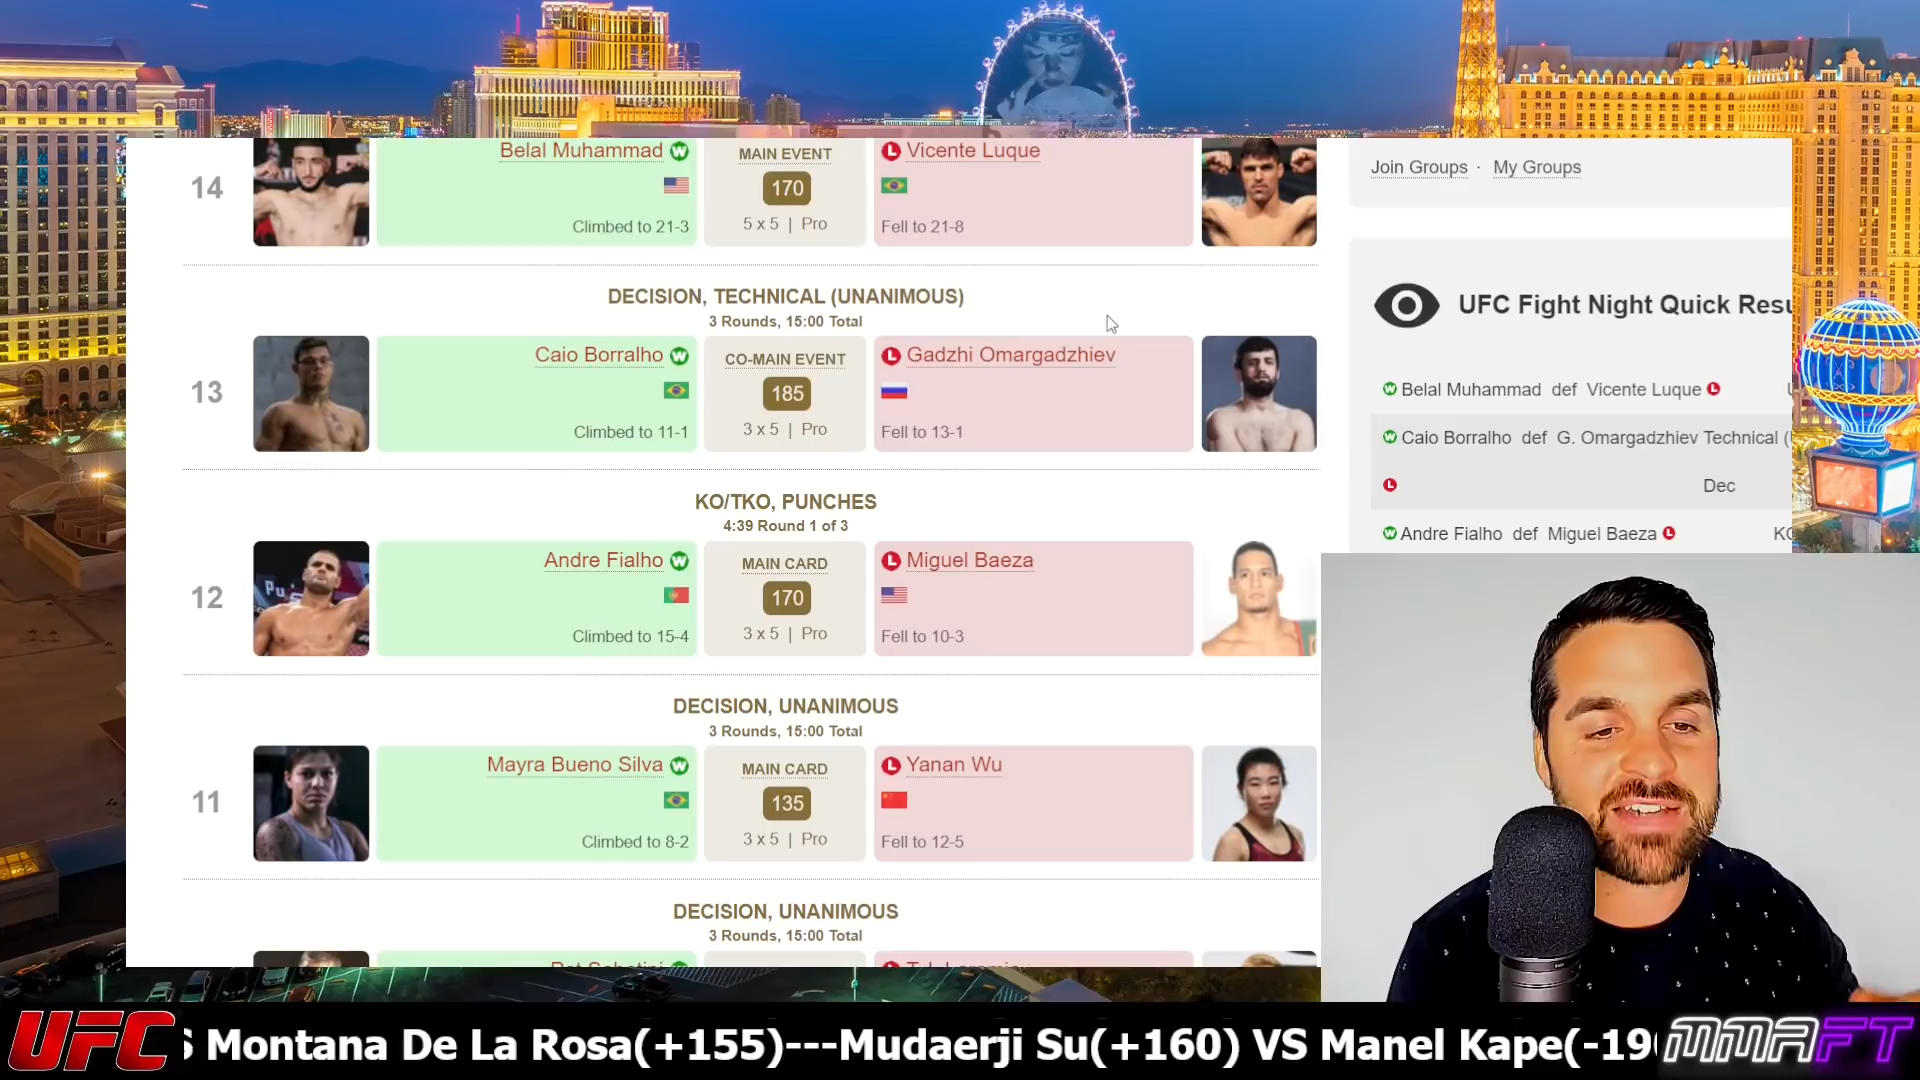 14
Belal Muhammad W
MAIN EVENT
L Vicente Luque
170
Climbed to 21-3
5 x 5 | Pro
Fell to 21-8
DECISION, TECHNICAL (UNANIMOUS)
3 Rounds, 15:00 Total
13
Caio Borralho W
CO-MAIN EVENT
L Gadzhi Omargadzhiev
185
Climbed to 11-1
3 x 5 | Pro
Fell to 13-1
KO/TKO, PUNCHES
4:39 Round 1 of 3
12
Andre Fialho W
MAIN CARD
L Miguel Baeza
170
Climbed to 15-4
3 x 5 | Pro
Fell to 10-3
DECISION, UNANIMOUS
3 Rounds, 15:00 Total
11
Mayra Bueno Silva W
MAIN CARD
L Yanan Wu
135
Climbed to 8-2
3 x 5 | Pro
Fell to 12-5
DECISION, UNANIMOUS
3 Rounds, 15:00 Total
Join Groups · My Groups
UFC Fight Night Quick Resu
W Belal Muhammad def Vicente Luque L
W Caio Borralho def G. Omargadzhiev Technical (
L Dec
W Andre Fialho def Miguel Baeza L
UFC
S Montana De La Rosa(+155)---Mudaerji Su(+160) VS Manel Kape(-190
MMAFT